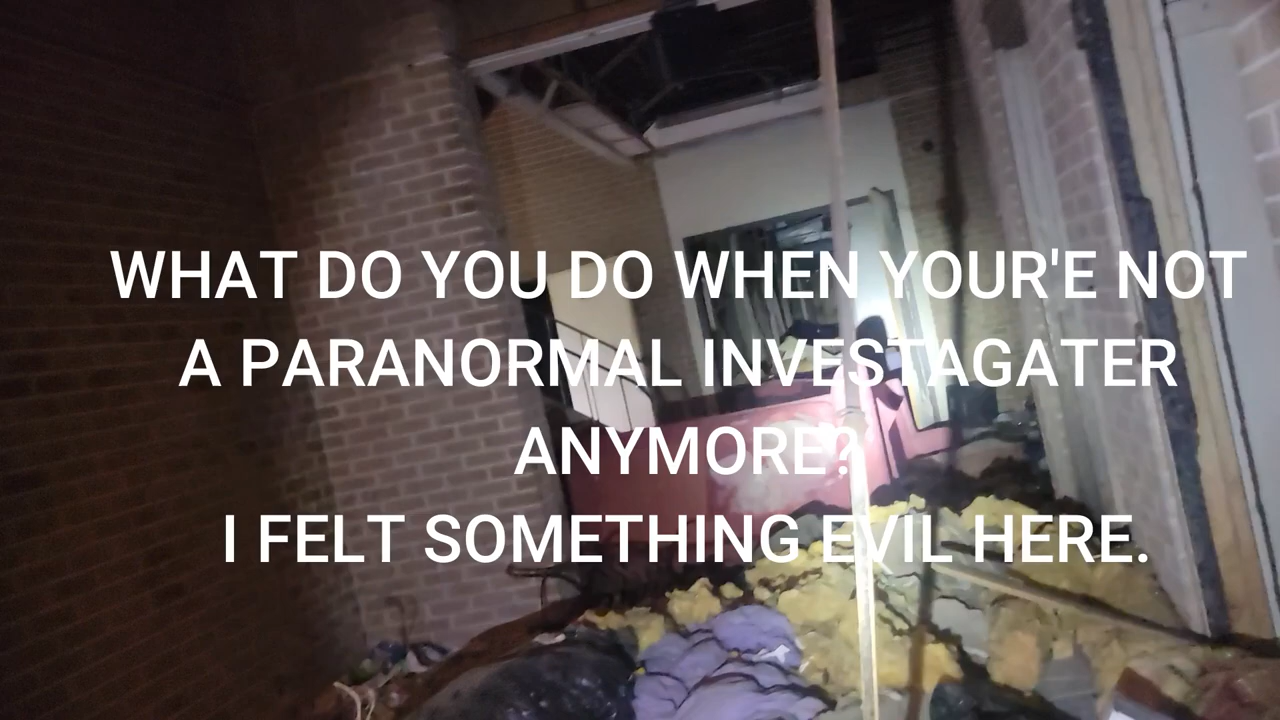 WHAT DO YOU DO WHEN YOUR'E NOT
A PARANORMAL INVESTAGATER
ANYMORE?
I FELT SOMETHING EVIL HERE.